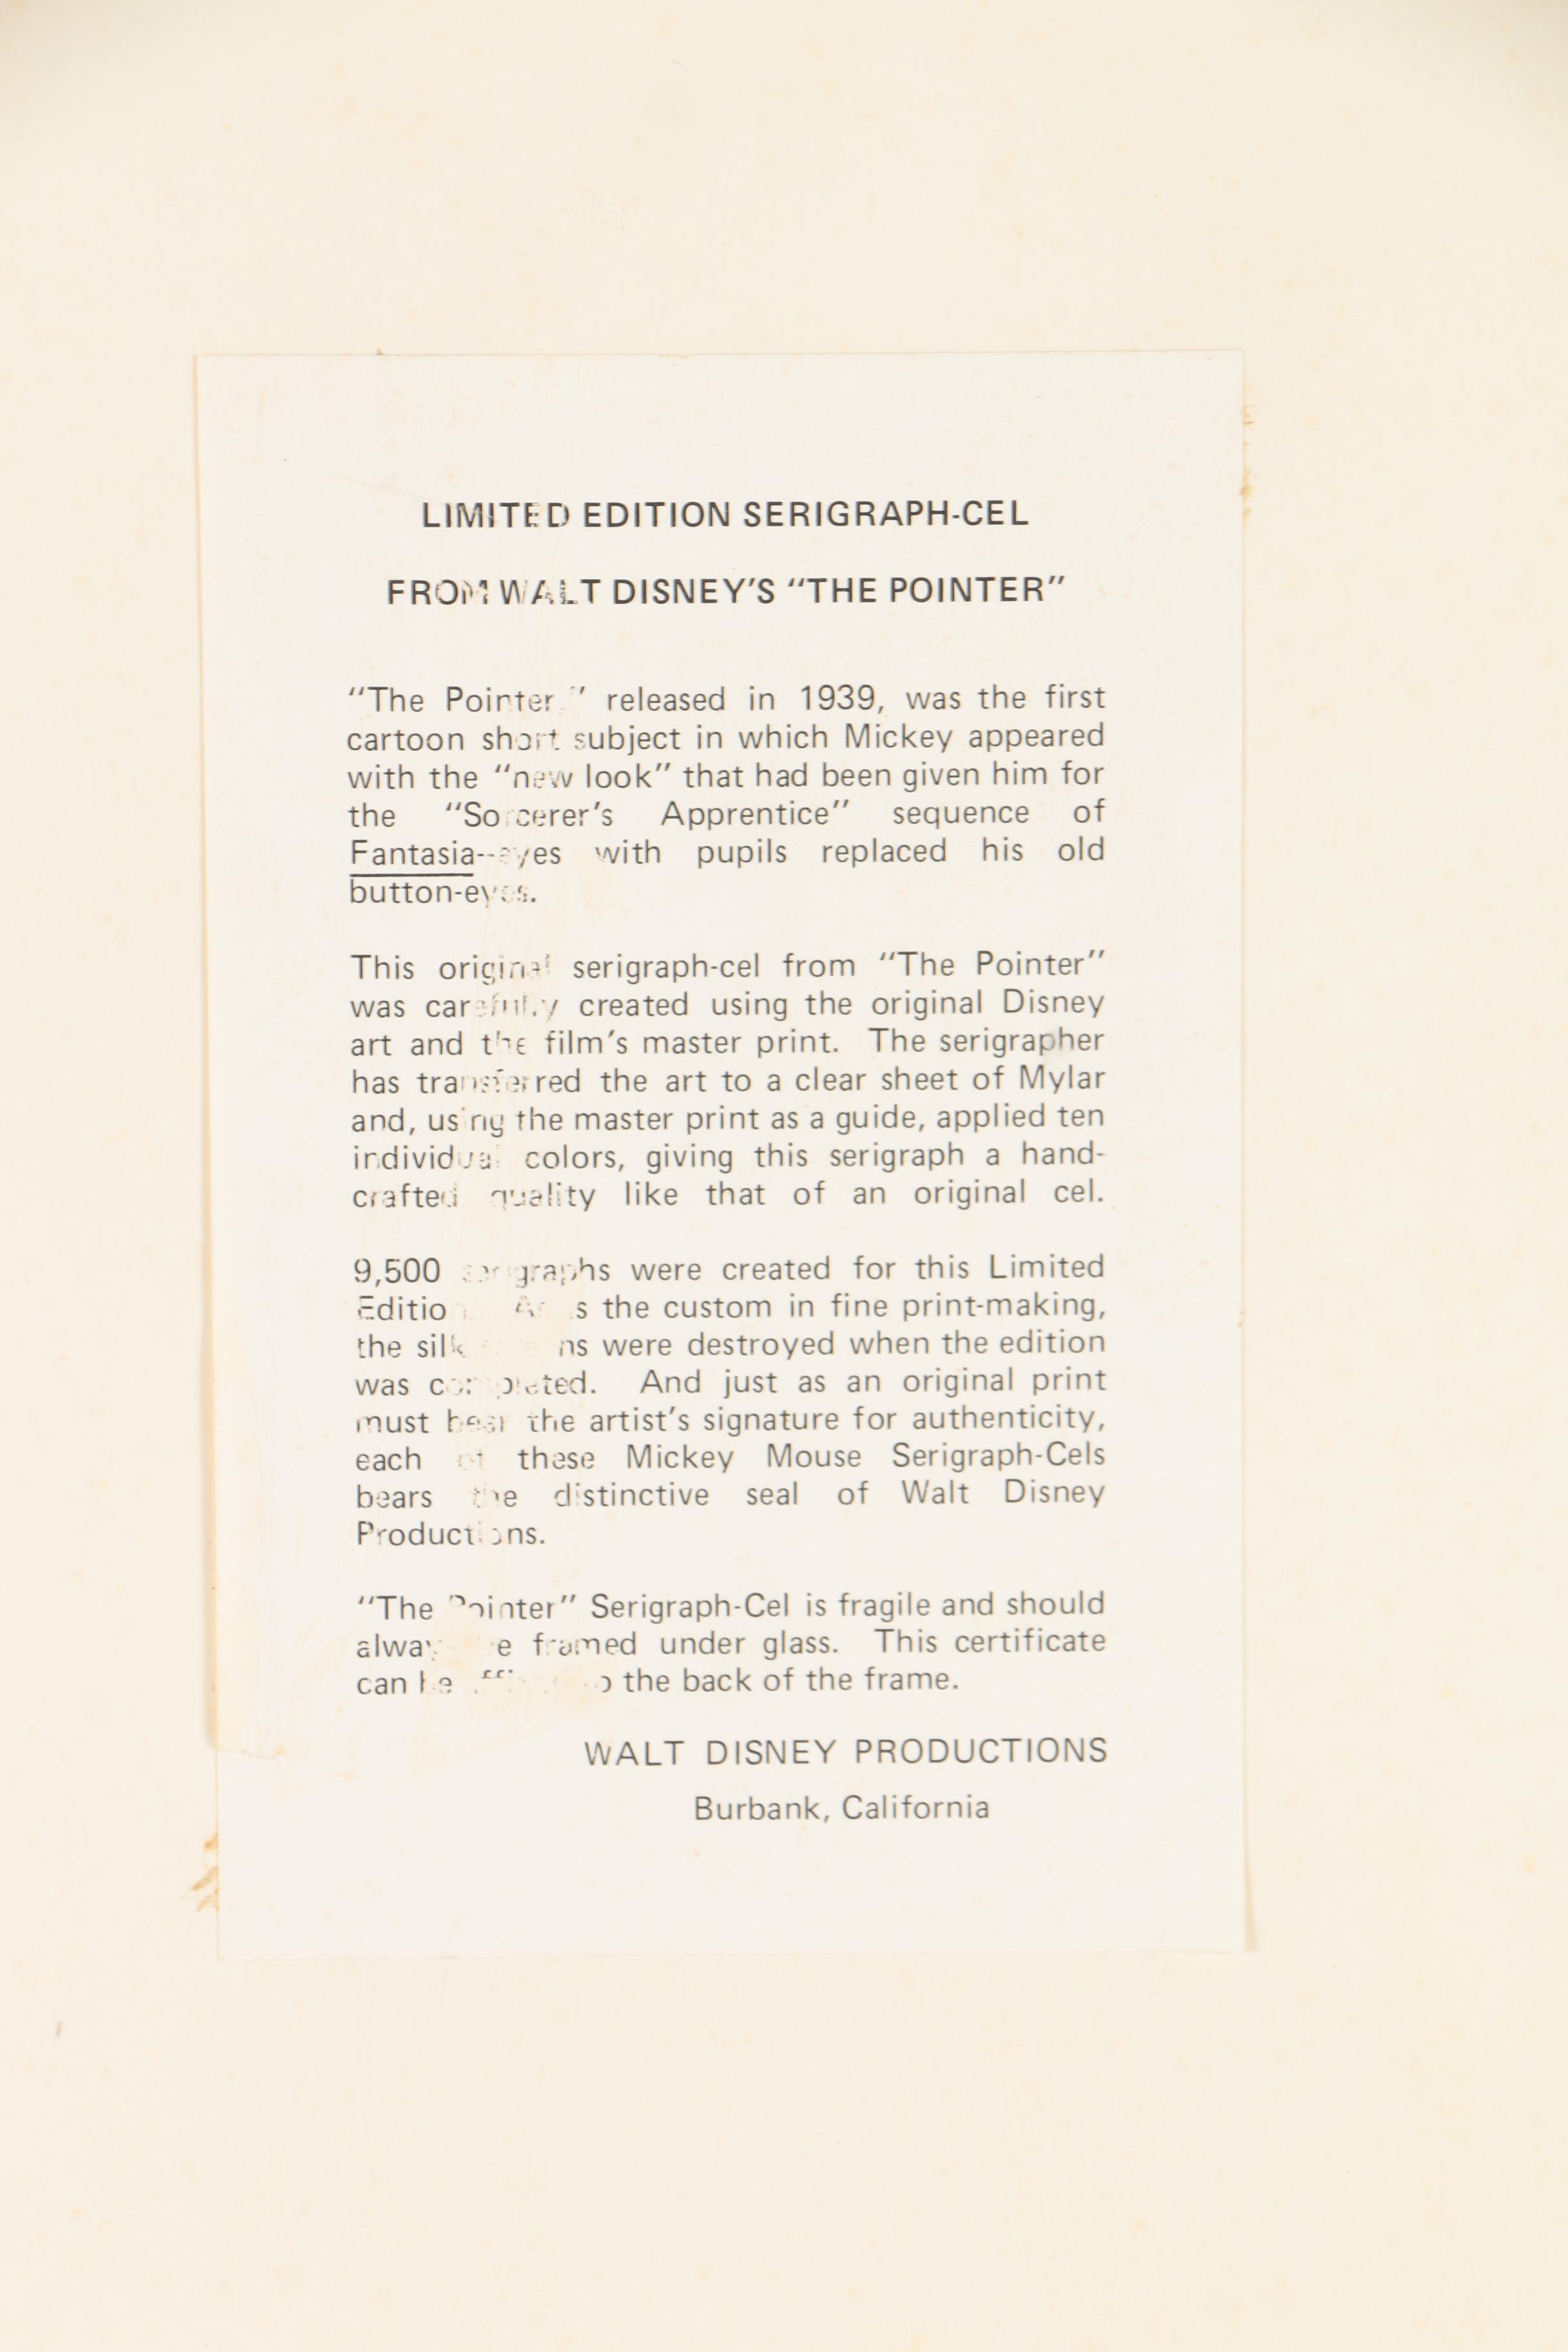 LIMITED EDITION SERIGRAPH-CEL
FROM WALT DISNEY'S "THE POINTER"
"The Pointer," released in 1939, was the first
cartoon short subject in which Mickey appeared
with the "new look" that had been given him for
the "Sorcerer's Apprentice" sequence of
Fantasia--eyes with pupils replaced his old
button-eyes.
This original serigraph-cel from "The Pointer"
was carefully created using the original Disney
art and the film's master print. The serigrapher
has transferred the art to a clear sheet of Mylar
and, using the master print as a guide, applied ten
individual colors, giving this serigraph a hand-
crafted quality like that of an original cel.
9,500 serigraphs were created for this Limited
Edition. As is the custom in fine print-making,
the silk were destroyed when the edition
was completed. And just as an original print
must bear the artist's signature for authenticity,
each of these Mickey Mouse Serigraph-Cels
bears the distinctive seal of Walt Disney
Productions.
"The Pointer" Serigraph-Cel is fragile and should
always be framed under glass. This certificate
can be the back of the frame.
WALT DISNEY PRODUCTIONS
Burbank, California